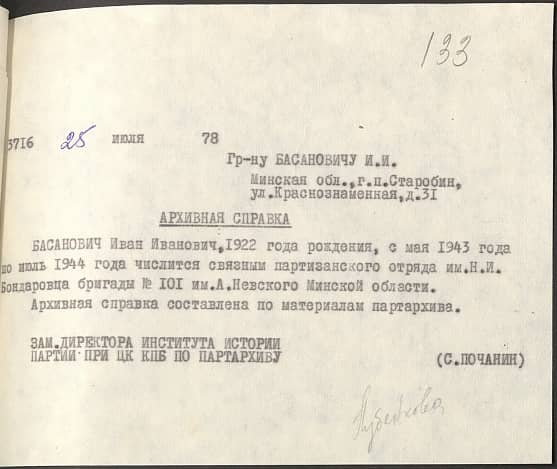 133
3716 25 июля 78
Гр-ну БАСАНОВИЧУ И.И.
Минская обл.,г.п.Старобин,
ул.Краснознаменная,д.31
АРХИВНАЯ СПРАВКА
БАСАНОВИЧ Иван Иванович,1922 года рождения, с мая 1943 года
по июль 1944 года числится связным партизанского отряда им.Н.И.
Бондаровца бригады № 101 им.А.Невского Минской области.
Архивная справка составлена по материалам партархива.
ЗАМ.ДИРЕКТОРА ИНСТИТУТА ИСТОРИИ
ПАРТИИ ПРИ ЦК КПБ ПО ПАРТАРХИВУ (С.ПОЧАНИН)